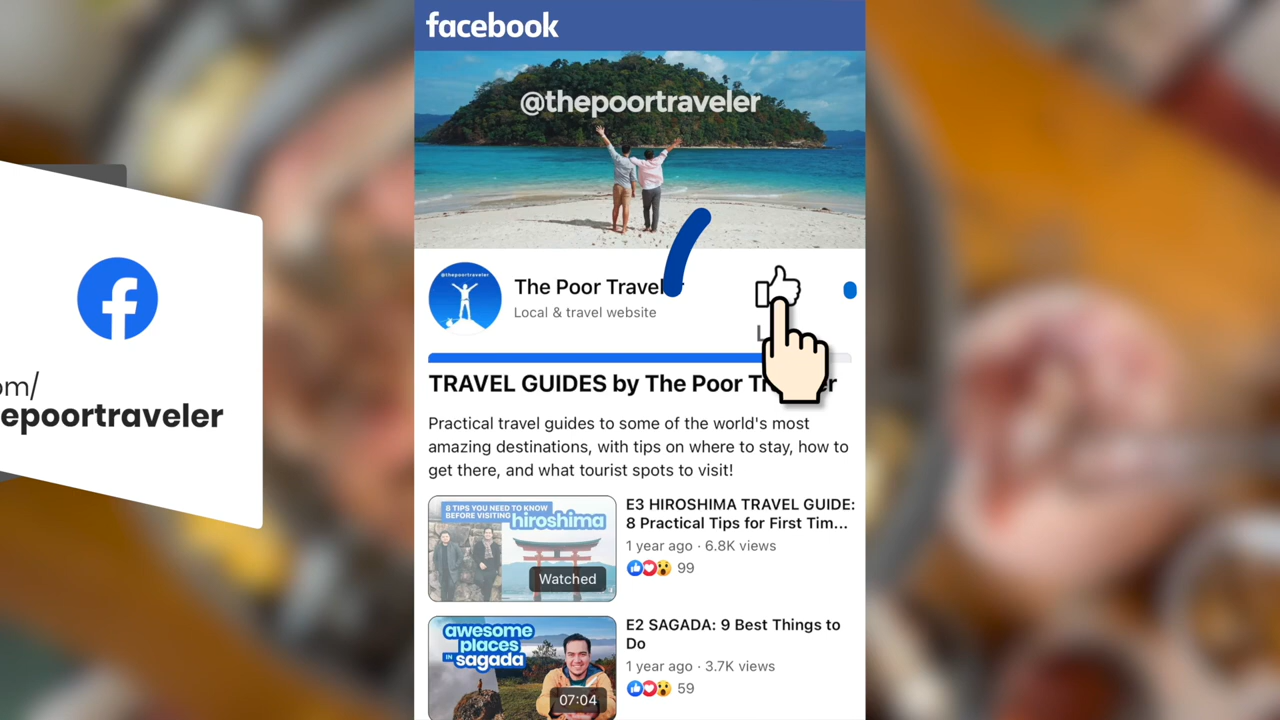 facebook
@thepoortraveler
om/
epoortraveler
@thepoortraveler
The Poor Traveler
Local & travel website
TRAVEL GUIDES by The Poor
Practical travel guides to some of the world's most
amazing destinations, with tips on where to stay, how to
get there, and what tourist spots to visit!
8 TIPS YOU NEED TO KNOW
BEFORE VISITING
hiroshima
Watched
E3 HIROSHIMA TRAVEL GUIDE:
8 Practical Tips for First Tim...
1 year ago · 6.8K views
99
awesome
places
IN sagada
07:04
E2 SAGADA: 9 Best Things to
Do
1 year ago · 3.7K views
59